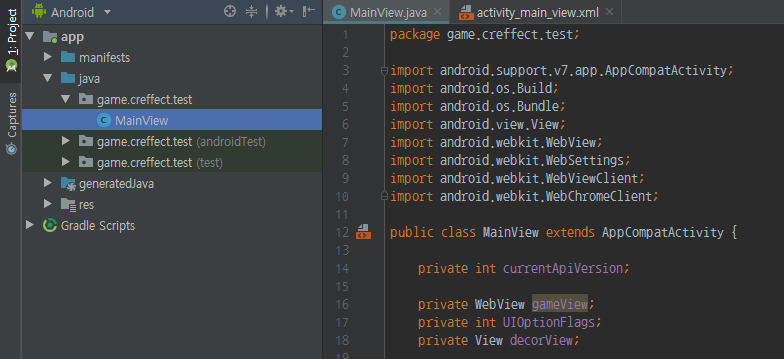 Android
1: Project
Captures
app
manifests
java
game.creffect.test
MainView
game.creffect.test (androidTest)
game.creffect.test (test)
generatedJava
res
Gradle Scripts
MainView.java
activity_main_view.xml
1 package game.creffect.test;
2
3 import android.support.v7.app.AppCompatActivity;
4 import android.os.Build;
5 import android.os.Bundle;
6 import android.view.View;
7 import android.webkit.WebView;
8 import android.webkit.WebSettings;
9 import android.webkit.WebViewClient;
10 import android.webkit.WebChromeClient;
11
12 public class MainView extends AppCompatActivity {
13
14 private int currentApiVersion;
15
16 private WebView gameView;
17 private int UIOptionFlags;
18 private View decorView;
19